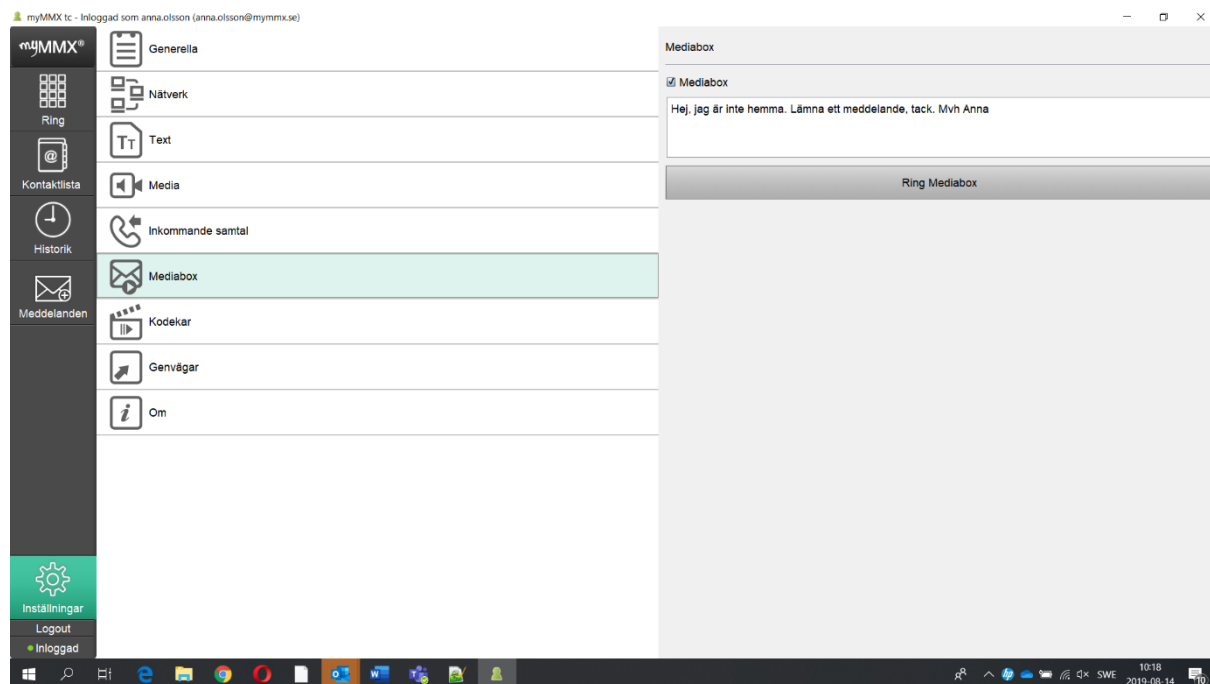 myMMX tc - Inloggad som anna.olsson (anna.olsson@mymmx.se)
myMMX®
Ring
Kontaktlista
Historik
Meddelanden
Inställningar
Logout
Inloggad
Generella
Nätverk
Text
Media
Inkommande samtal
Mediabox
Kodekar
Genvägar
Om
Mediabox
Mediabox
Hej, jag är inte hemma. Lämna ett meddelande, tack. Mvh Anna
Ring Mediabox
SWE
10:18
2019-08-14
10